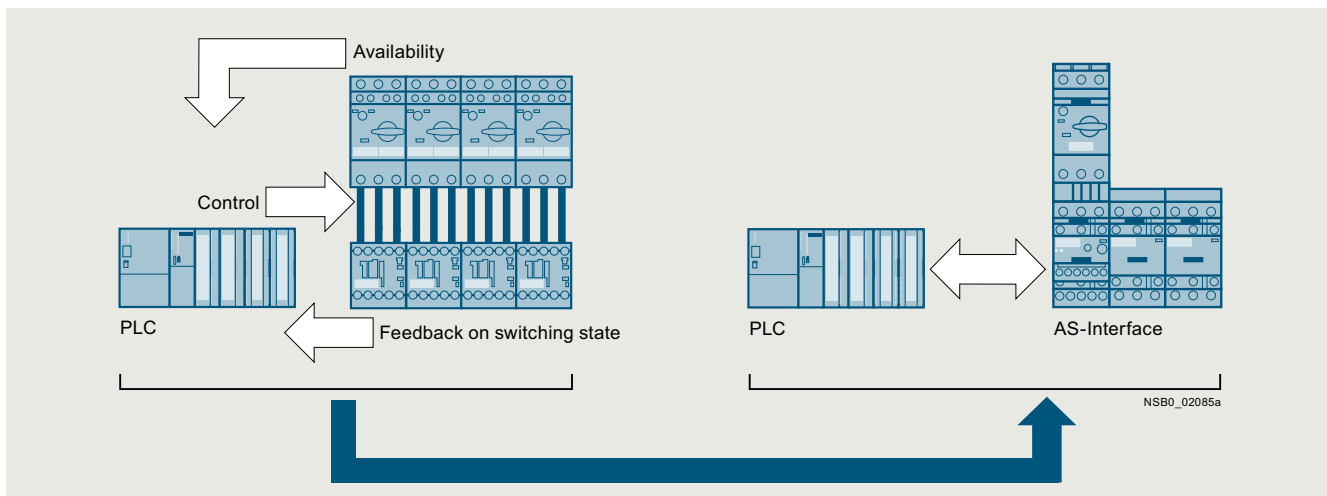 Availability
Control
PLC
Feedback on switching state
PLC
AS-Interface
NSB0_02085a